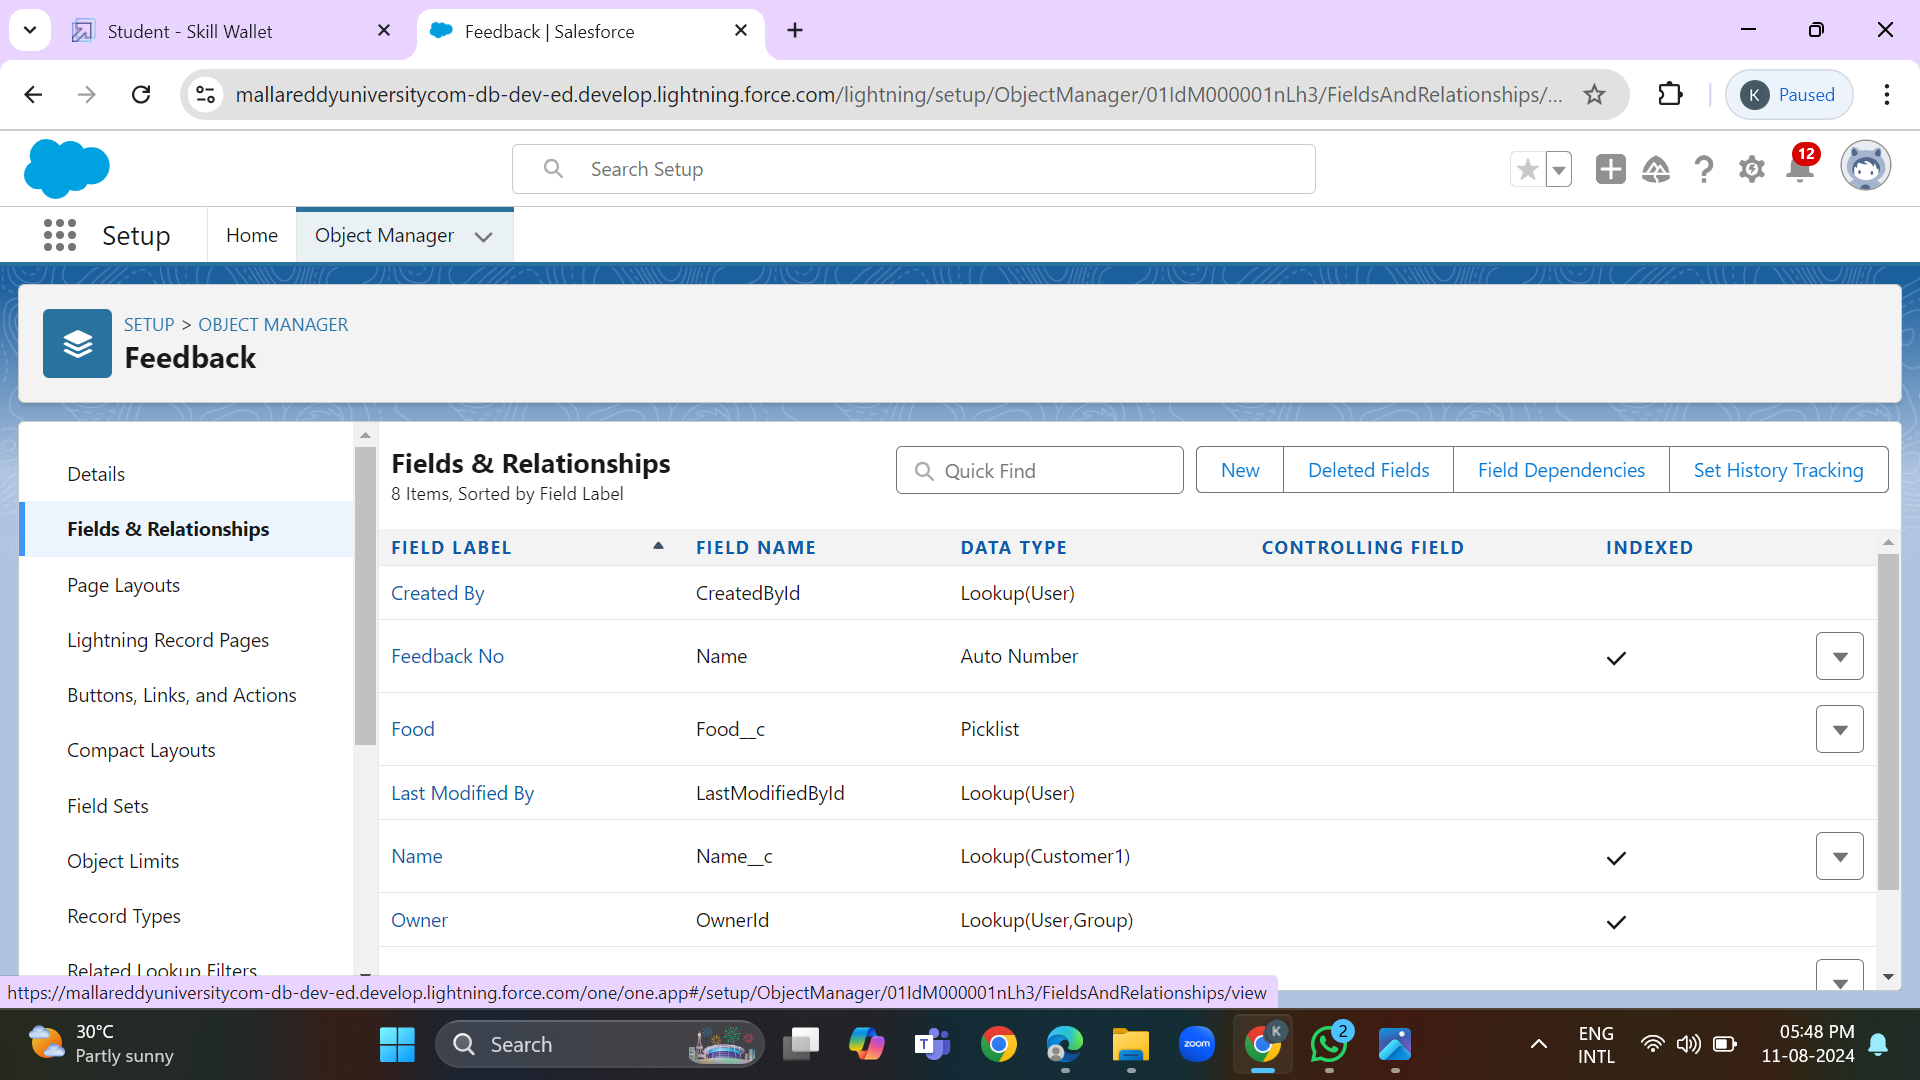 Student - Skill Wallet
Feedback | Salesforce
mallareddyuniversitycom-db-dev-ed.develop.lightning.force.com/lightning/setup/ObjectManager/01IdM000001nLh3/FieldsAndRelationships/...
K Paused
Search Setup
12
Setup
Home
Object Manager
SETUP > OBJECT MANAGER
Feedback
Details
Fields & Relationships
Page Layouts
Lightning Record Pages
Buttons, Links, and Actions
Compact Layouts
Field Sets
Object Limits
Record Types
Related Lookup Filters
Fields & Relationships
8 Items, Sorted by Field Label
Quick Find
New
Deleted Fields
Field Dependencies
Set History Tracking
FIELD LABEL FIELD NAME DATA TYPE CONTROLLING FIELD INDEXED
Created By CreatedById Lookup(User)
Feedback No Name Auto Number
Food Food__c Picklist
Last Modified By LastModifiedById Lookup(User)
Name Name__c Lookup(Customer1)
Owner OwnerId Lookup(User,Group)
https://mallareddyuniversitycom-db-dev-ed.develop.lightning.force.com/one/one.app#/setup/ObjectManager/01IdM000001nLh3/FieldsAndRelationships/view
30°C
Partly sunny
Search
T
zoom
K
2
ENG
INTL
05:48 PM
11-08-2024